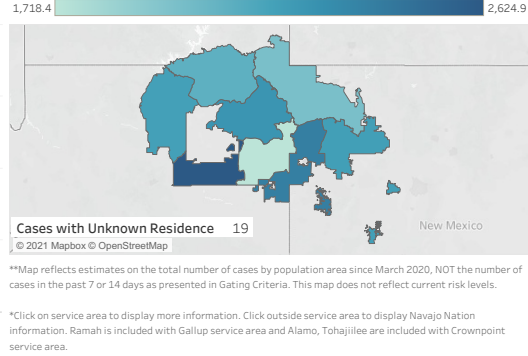 1,718.4 2,624.9
New Mexico
Cases with Unknown Residence 19
© 2021 Mapbox © OpenStreetMap
**Map reflects estimates on the total number of cases by population area since March 2020, NOT the number of
cases in the past 7 or 14 days as presented in Gating Criteria. This map does not reflect current risk levels.
*Click on service area to display more information. Click outside service area to display Navajo Nation
information. Ramah is included with Gallup service area and Alamo, Tohajiilee are included with Crownpoint
service area.